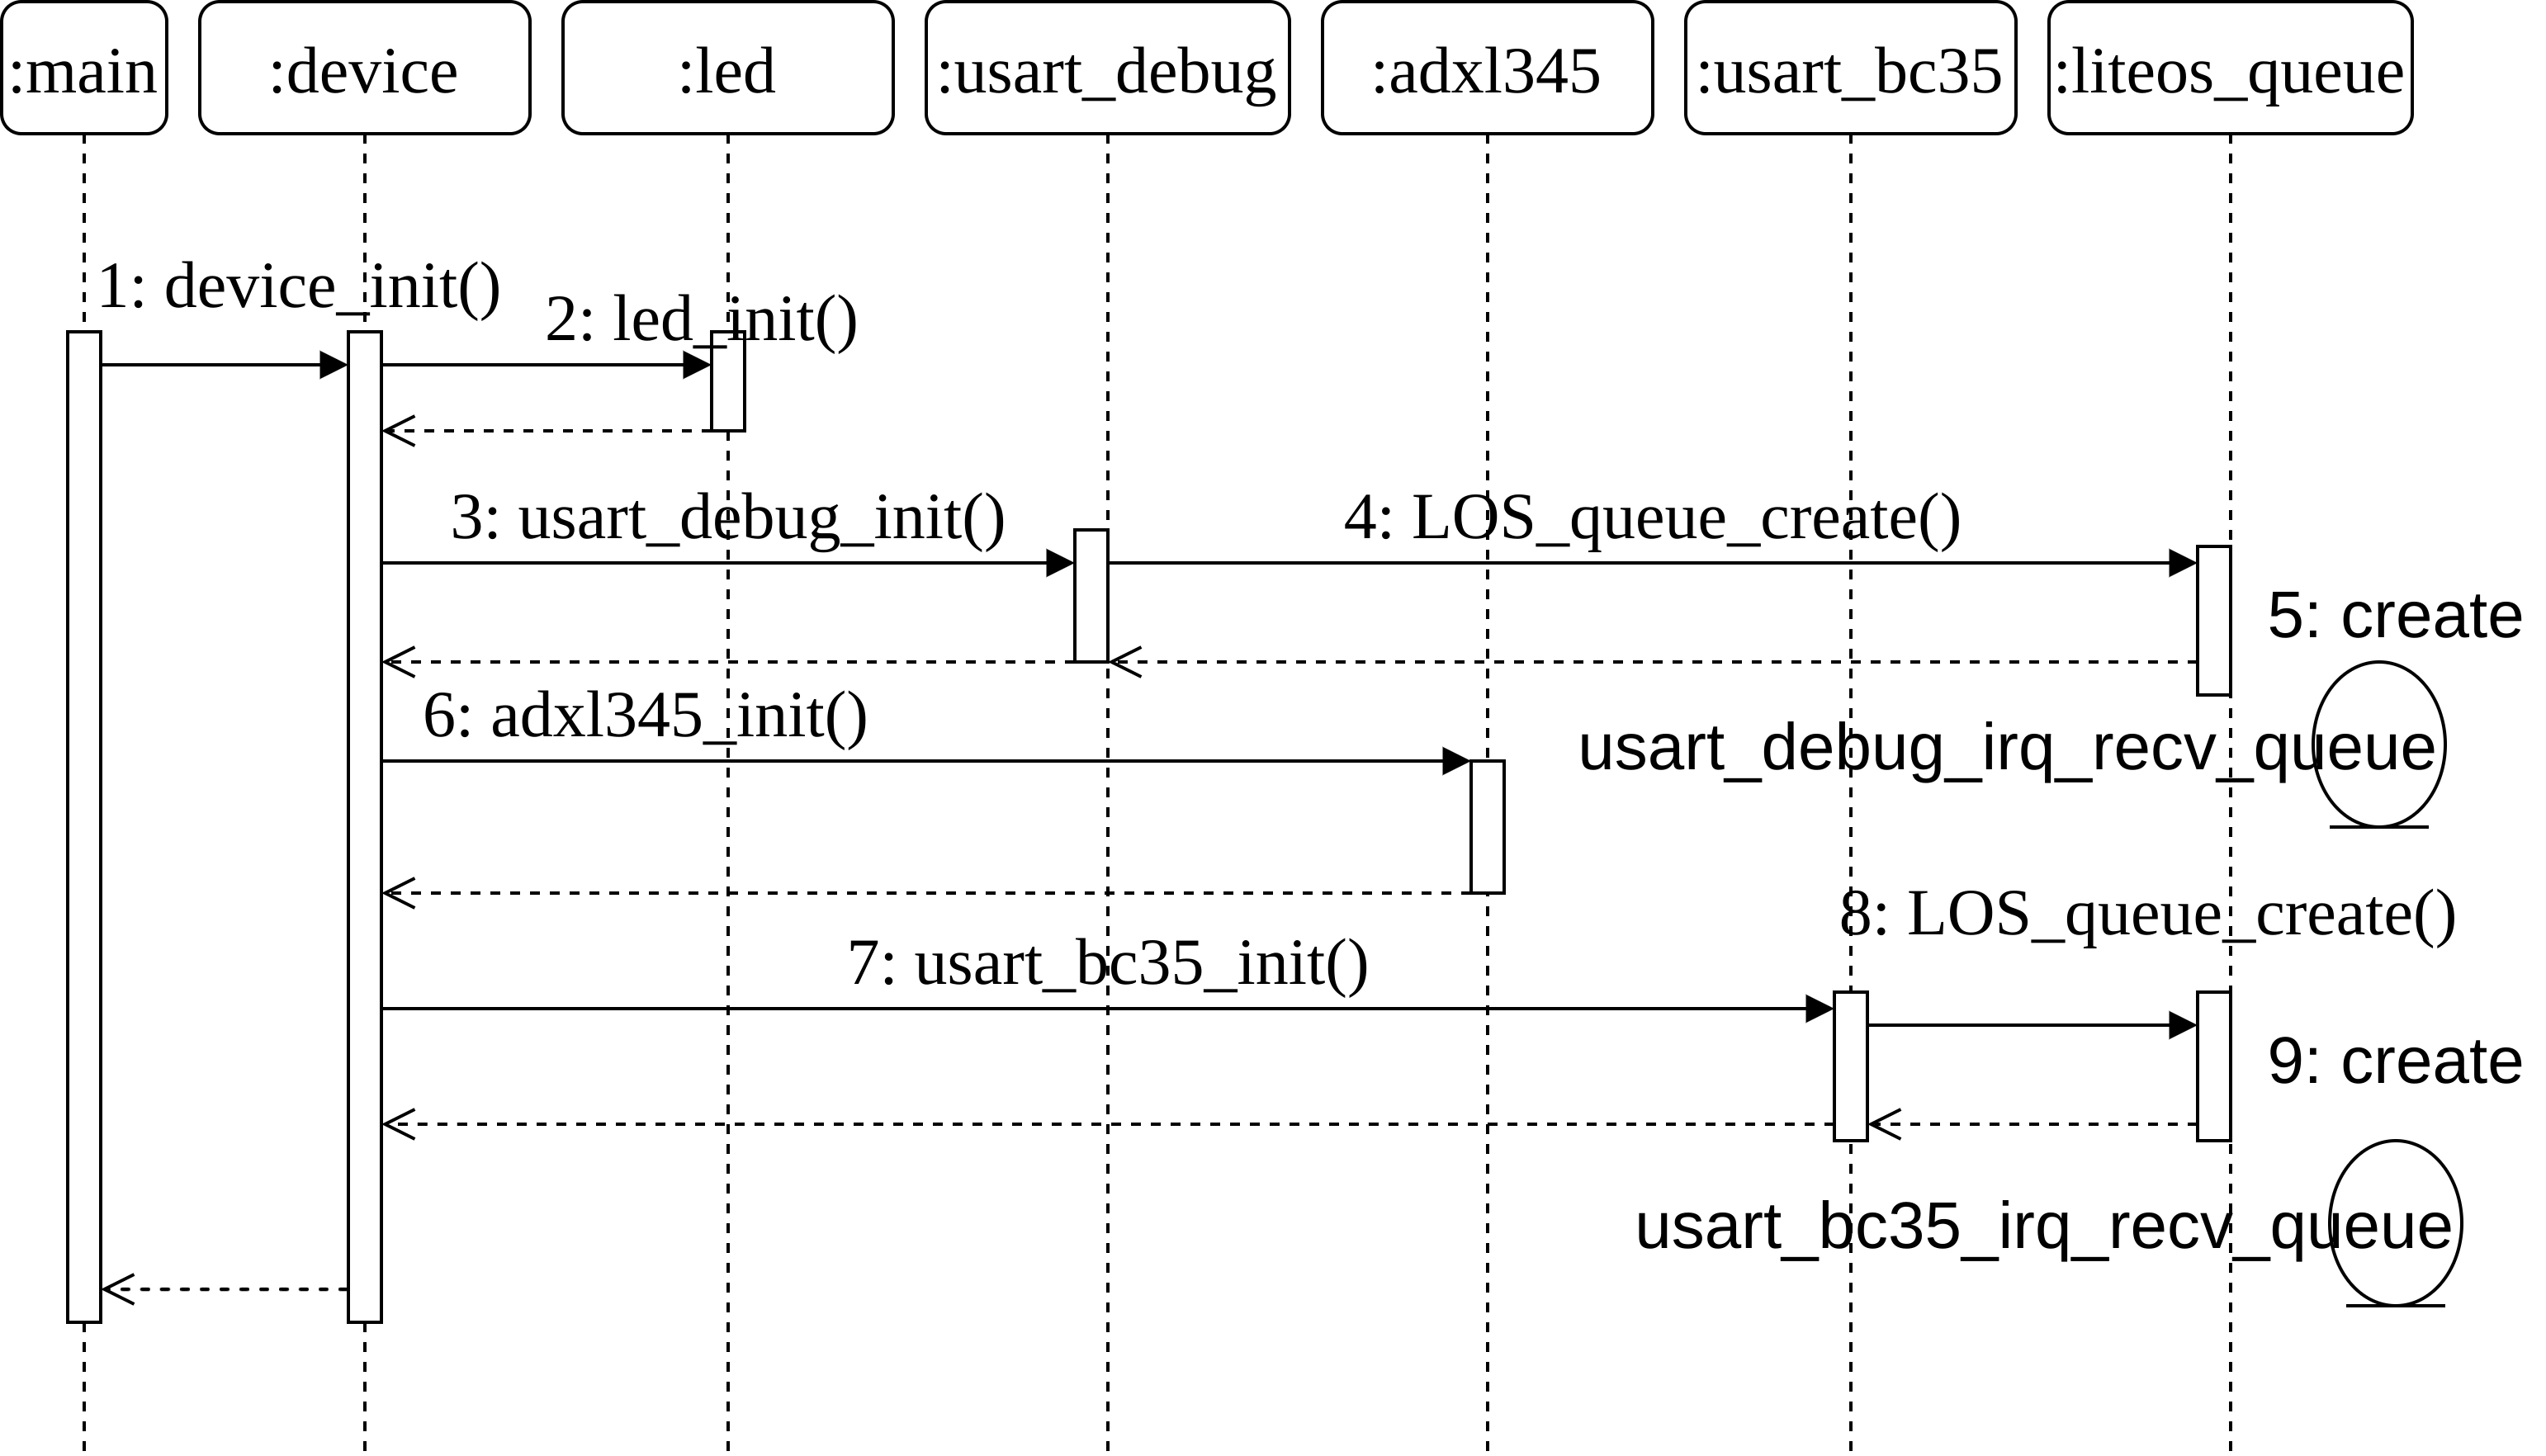 :main
:device
:led
:usart_debug
:adxl345
:usart_bc35
:liteos_queue
1: device_init()
2: led_init()
3: usart_debug_init()
4: LOS_queue_create()
5: create
6: adxl345_init()
usart_debug_irq_recv_queue
8: LOS_queue_create()
7: usart_bc35_init()
9: create
usart_bc35_irq_recv_queue